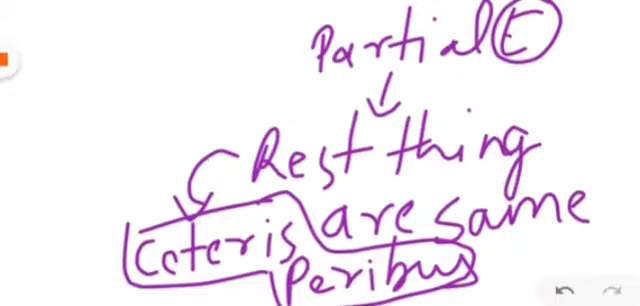 Partial E
Rest thing
are same
Ceteris
Peribus